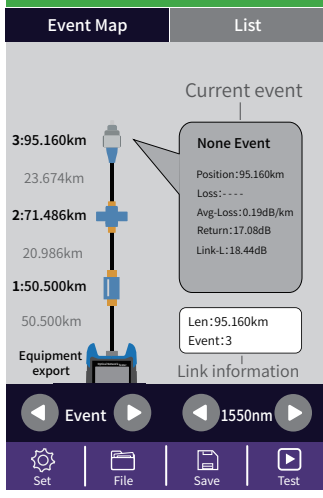 Event Map
List
Current event
3:95.160km
23.674km
2:71.486km
20.986km
1:50.500km
50.500km
Equipment
export
None Event
Position:95.160km
Loss:----
Avg-Loss:0.19dB/km
Return:17.08dB
Link-L:18.44dB
Len:95.160km
Event:3
Link information
Event
1550nm
Set
File
Save
Test